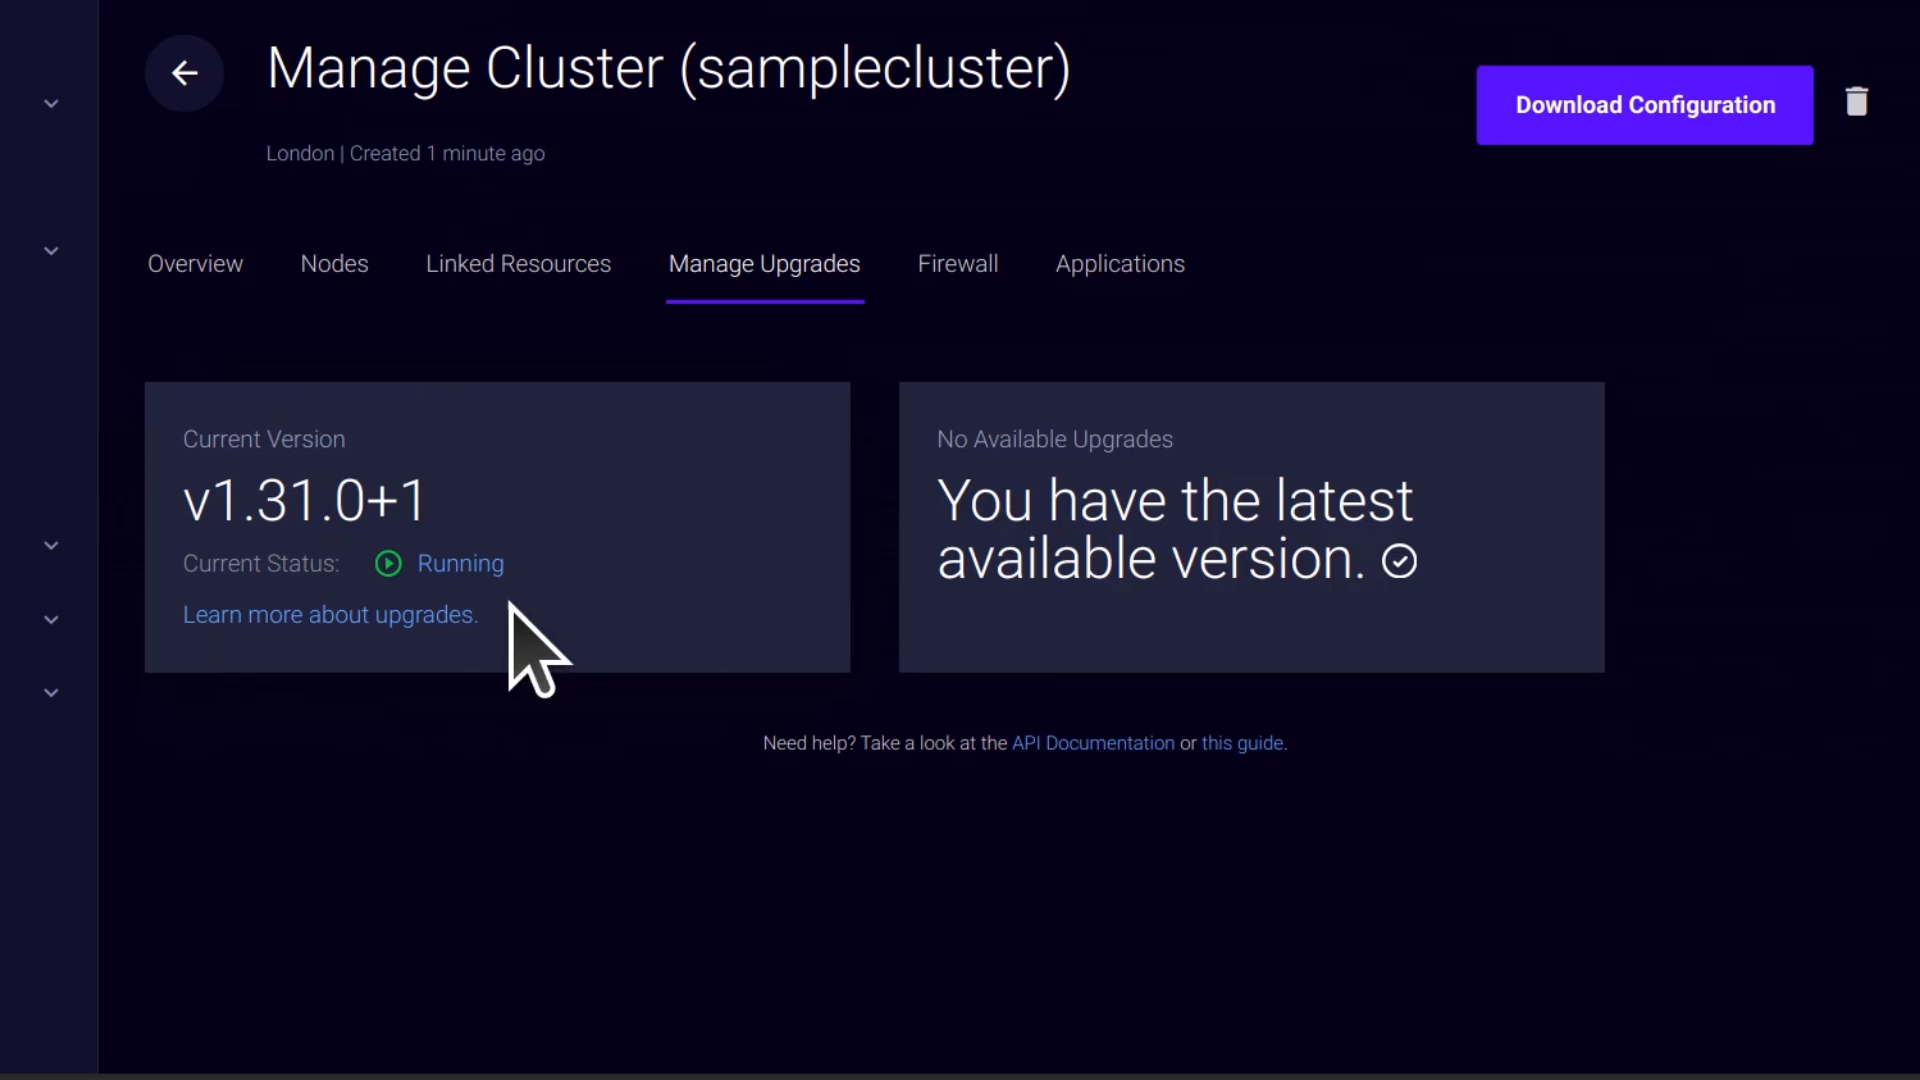 Manage Cluster (samplecluster)
Download Configuration
London | Created 1 minute ago
Overview Nodes Linked Resources Manage Upgrades Firewall Applications
Current Version
v1.31.0+1
Current Status: Running
Learn more about upgrades.
No Available Upgrades
You have the latest
available version.
Need help? Take a look at the API Documentation or this guide.